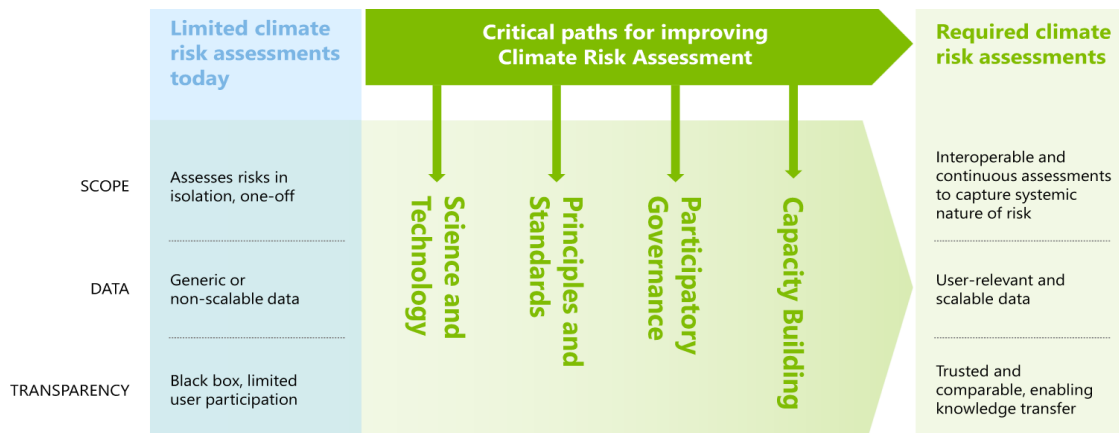 Limited climate
risk assessments
today
Critical paths for improving
Climate Risk Assessment
Required climate
risk assessments
SCOPE
Assesses risks in
isolation, one-off
Interoperable and
continuous assessments
to capture systemic
nature of risk
DATA
Generic or
non-scalable data
User-relevant and
scalable data
TRANSPARENCY
Black box, limited
user participation
Trusted and
comparable, enabling
knowledge transfer
Science and
Technology
Principles and
Standards
Participatory
Governance
Capacity Building